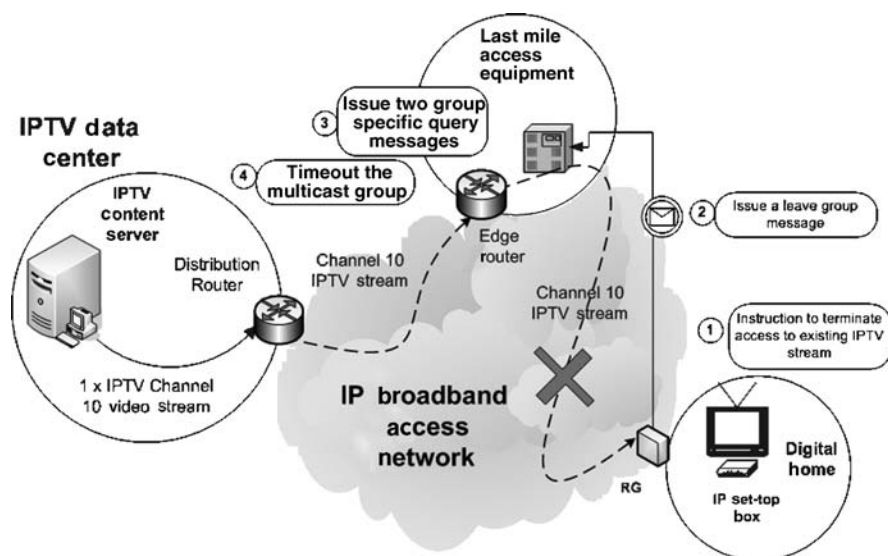 Last mile
access
equipment
3
Issue two group
specific query
messages
IPTV data
center
4
Timeout the
multicast group
IPTV
content
server
2
Issue a leave group
message
Edge
router
Distribution
Router
Channel 10
IPTV stream
Channel 10
IPTV stream
1
Instruction to terminate
access to existing IPTV
stream
1 x IPTV Channel
10 video stream
IP broadband
access
network
Digital
home
RG
IP set-top
box